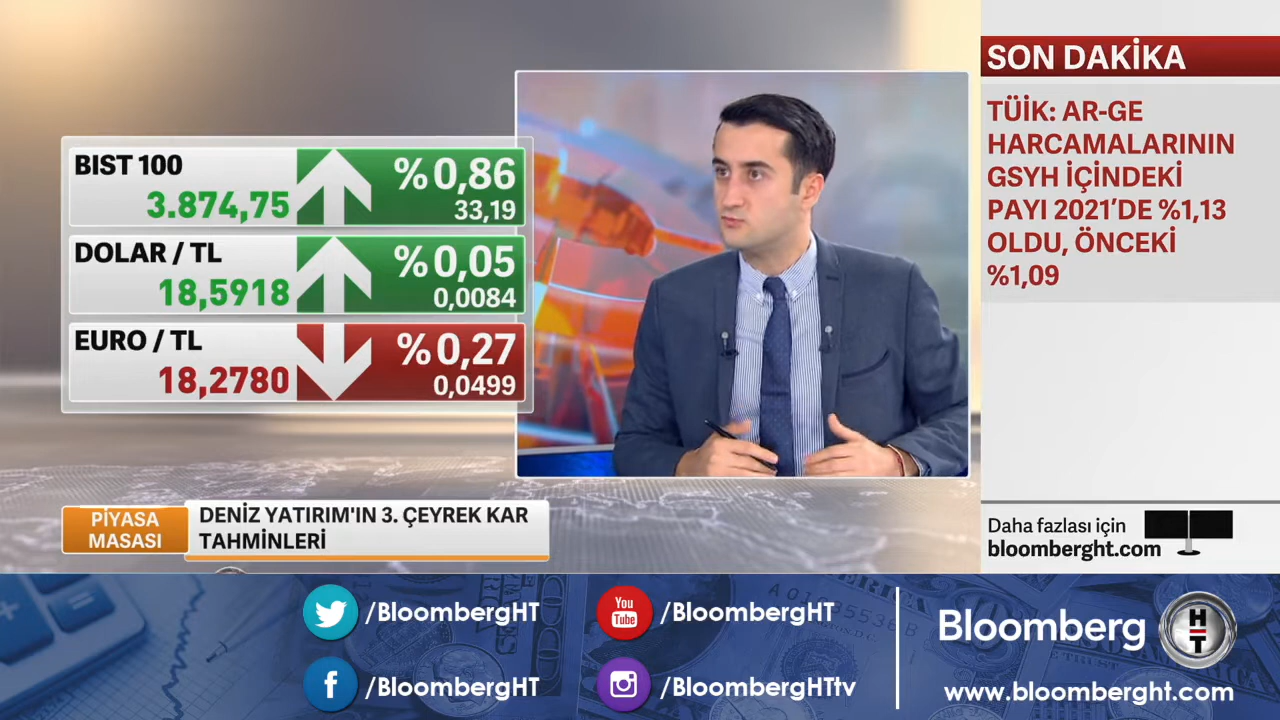 BIST 100
3.874,75
%0,86
33,19
DOLAR / TL
18,5918
%0,05
0,0084
EURO / TL
18,2780
%0,27
0,0499
PİYASA
MASASI
DENİZ YATIRIM'IN 3. ÇEYREK KAR
TAHMİNLERİ
SON DAKİKA
TÜİK: AR-GE
HARCAMALARININ
GSYH İÇİNDEKİ
PAYI 2021’DE %1,13
OLDU, ÖNCEKİ
%1,09
Daha fazlası için
bloomberght.com
/BloombergHT
You
Tube
/BloombergHT
f
/BloombergHT
/BloombergHTtv
Bloomberg
H
T
www.bloomberght.com